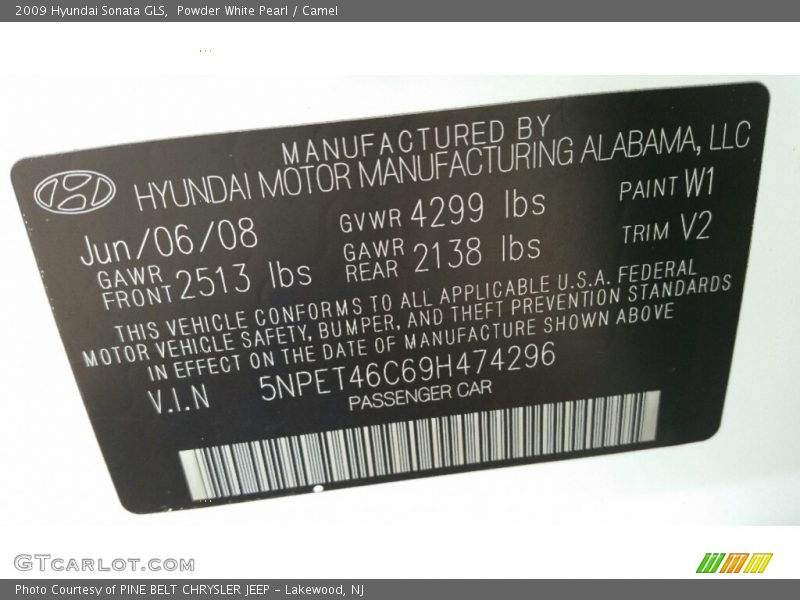 2009 Hyundai Sonata GLS,  Powder White Pearl / Camel
MANUFACTURED BY
HYUNDAI MOTOR MANUFACTURING ALABAMA, LLC
Jun/06/08 GVWR 4299 lbs PAINT W1
GAWR FRONT 2513 lbs GAWR REAR 2138 lbs TRIM V2
THIS VEHICLE CONFORMS TO ALL APPLICABLE U.S.A. FEDERAL
MOTOR VEHICLE SAFETY, BUMPER, AND THEFT PREVENTION STANDARDS
IN EFFECT ON THE DATE OF MANUFACTURE SHOWN ABOVE
V.I.N 5NPET46C69H474296
PASSENGER CAR
GTCARLOT.COM
Photo Courtesy of PINE BELT CHRYSLER JEEP - Lakewood, NJ